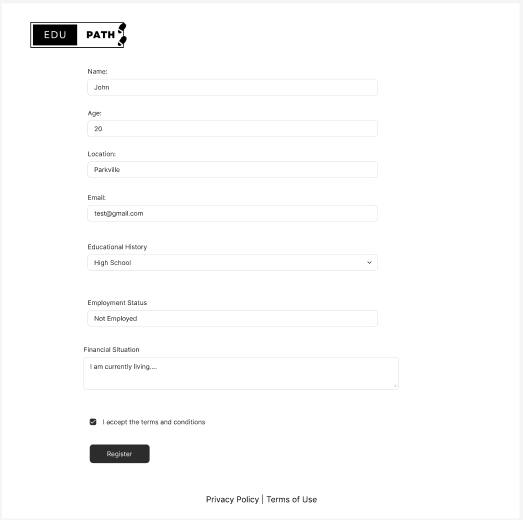 EDU PATH
Name:
John
Age:
20
Location:
Parkville
Email:
test@gmail.com
Educational History
High School
Employment Status
Not Employed
Financial Situation
I am currently living....
I accept the terms and conditions
Register
Privacy Policy | Terms of Use